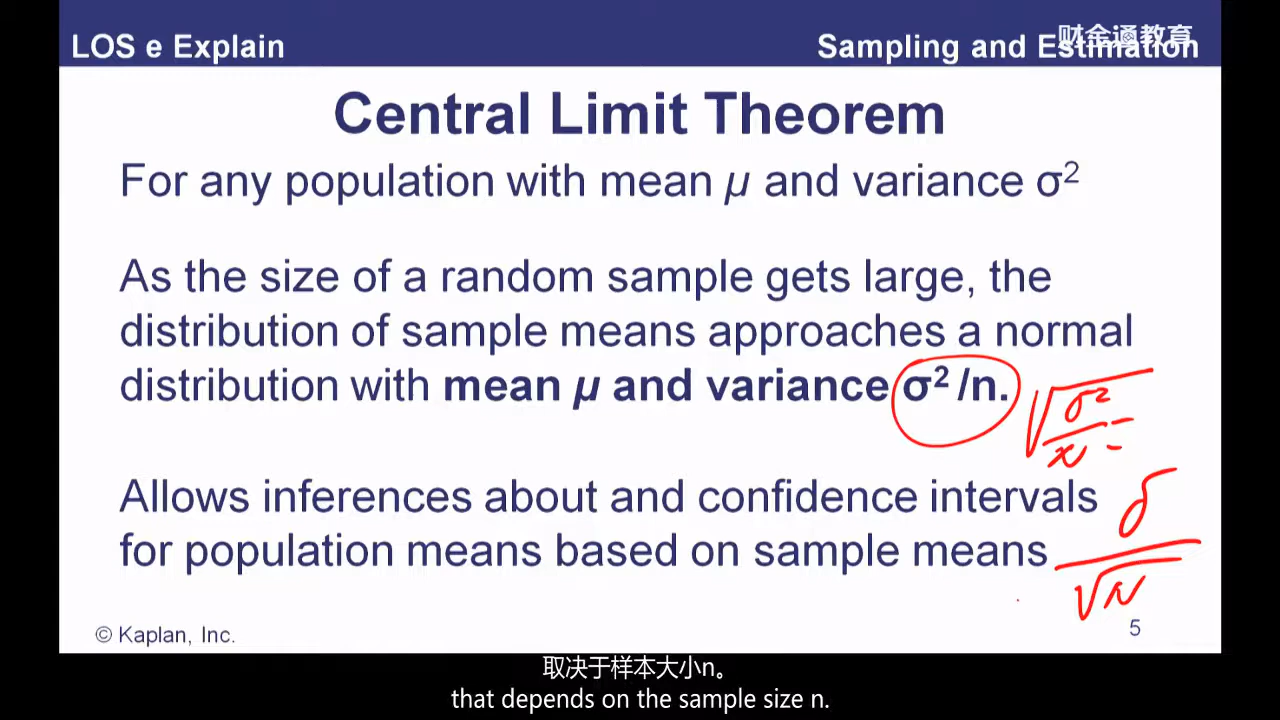 LOS e Explain
Sampling and Estimation
财金通教育
Central Limit Theorem
For any population with mean μ and variance σ²
As the size of a random sample gets large, the
distribution of sample means approaches a normal
distribution with mean μ and variance σ² /n.
√σ²/n =
Allows inferences about and confidence intervals
for population means based on sample means
σ/√n
© Kaplan, Inc.
5
取决于样本大小n。
that depends on the sample size n.